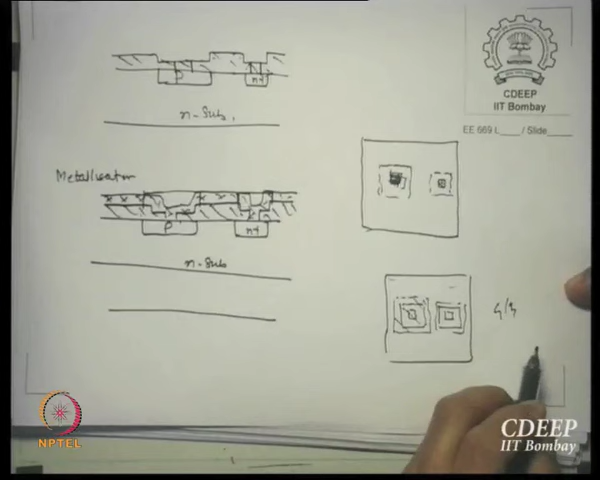 CDEEP
IIT Bombay
EE 669 L____ / Slide____
P
n+
n-Sub.
Metallisation
P
n+
n-Sub
NPTEL
CDEEP
IIT Bombay